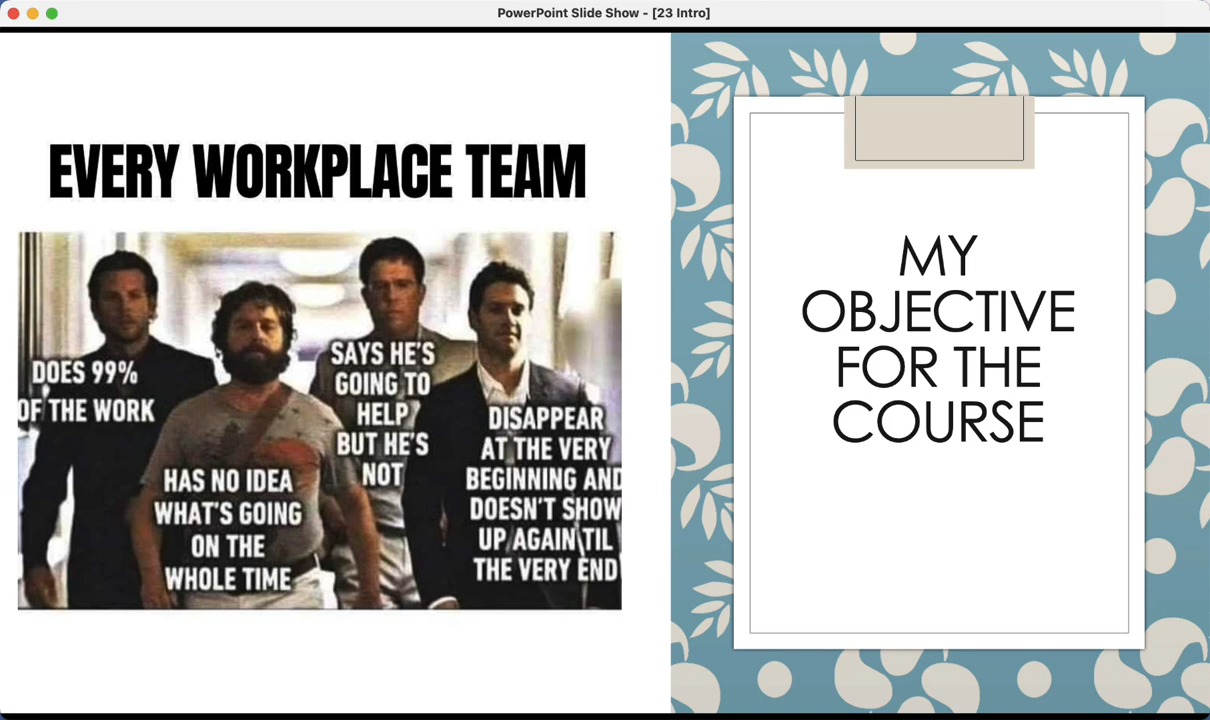 PowerPoint Slide Show - [23 Intro]
EVERY WORKPLACE TEAM
DOES 99%
OF THE WORK
HAS NO IDEA
WHAT'S GOING
ON THE
WHOLE TIME
SAYS HE'S
GOING TO
HELP
BUT HE'S
NOT
DISAPPEAR
AT THE VERY
BEGINNING AND
DOESN'T SHOW
UP AGAIN TIL
THE VERY END
MY
OBJECTIVE
FOR THE
COURSE